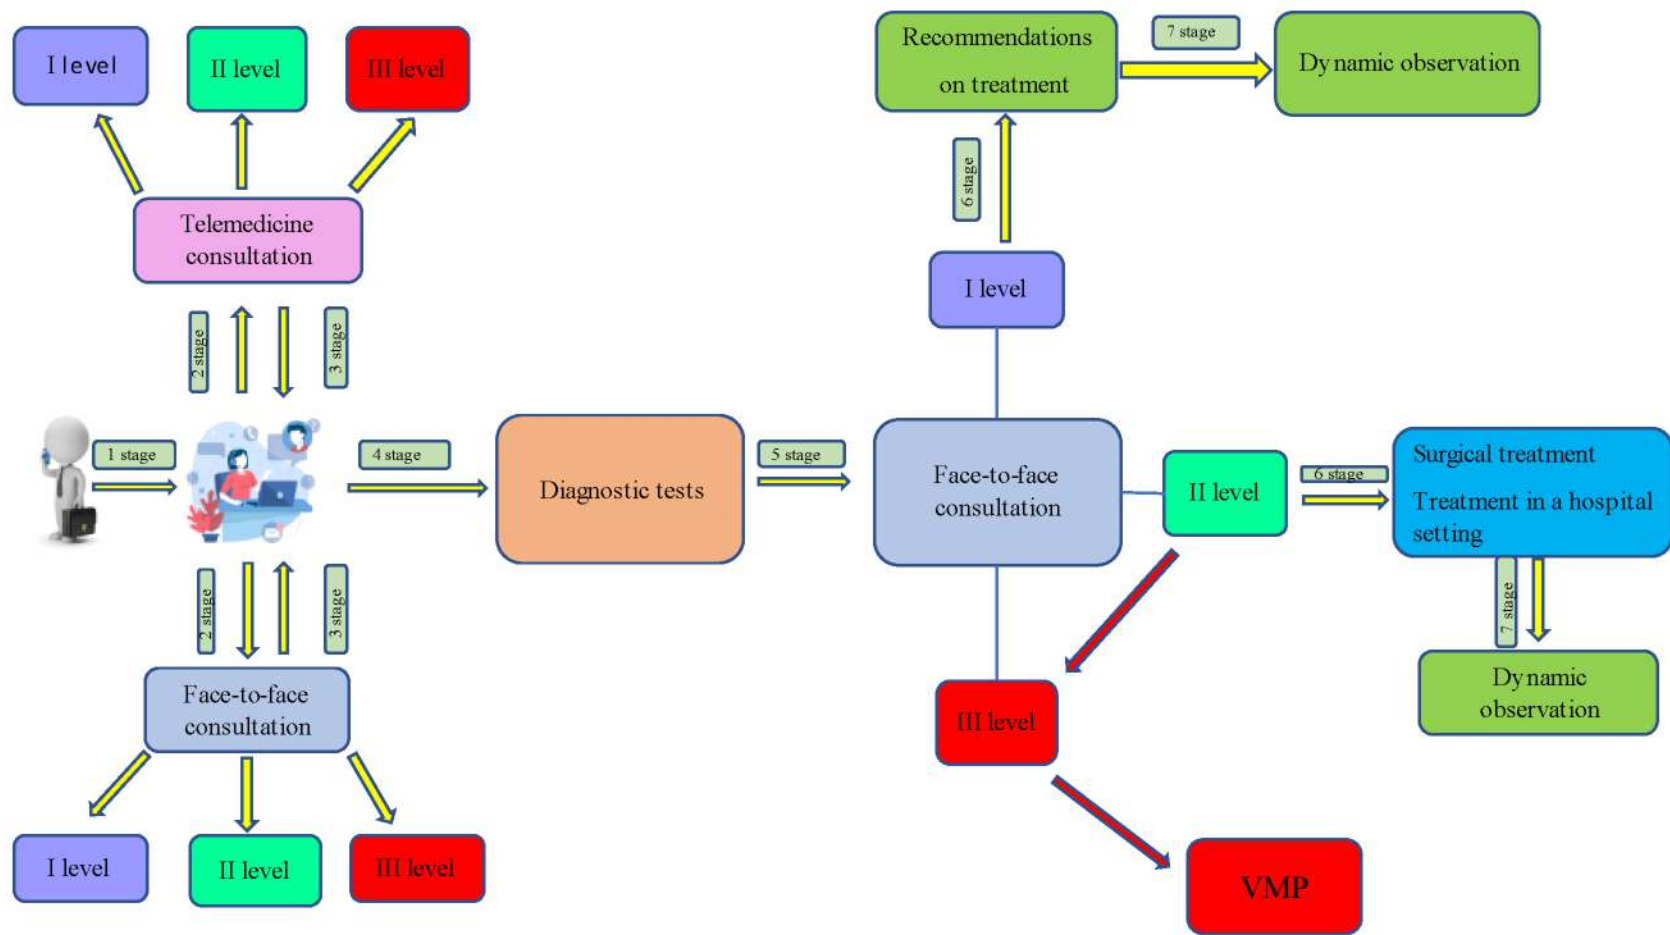 I level
II level
III level
Telemedicine
consultation
2 stage
3 stage
1 stage
4 stage
2 stage
3 stage
Face-to-face
consultation
I level
II level
III level
Diagnostic tests
5 stage
Face-to-face
consultation
I level
6 stage
Recommendations
on treatment
7 stage
Dynamic observation
II level
6 stage
Surgical treatment
Treatment in a hospital
setting
7 stage
Dynamic
observation
III level
VMP